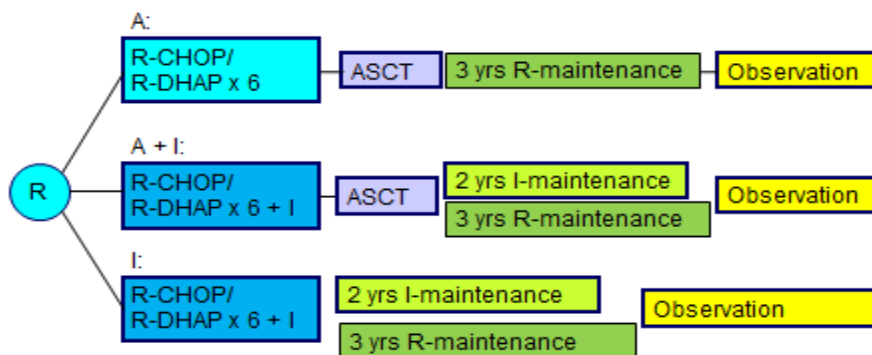 A:
R-CHOP/
R-DHAP x 6
ASCT
3 yrs R-maintenance
Observation
A + I:
R
R-CHOP/
R-DHAP x 6 + I
ASCT
2 yrs I-maintenance
3 yrs R-maintenance
Observation
I:
R-CHOP/
R-DHAP x 6 + I
2 yrs I-maintenance
3 yrs R-maintenance
Observation